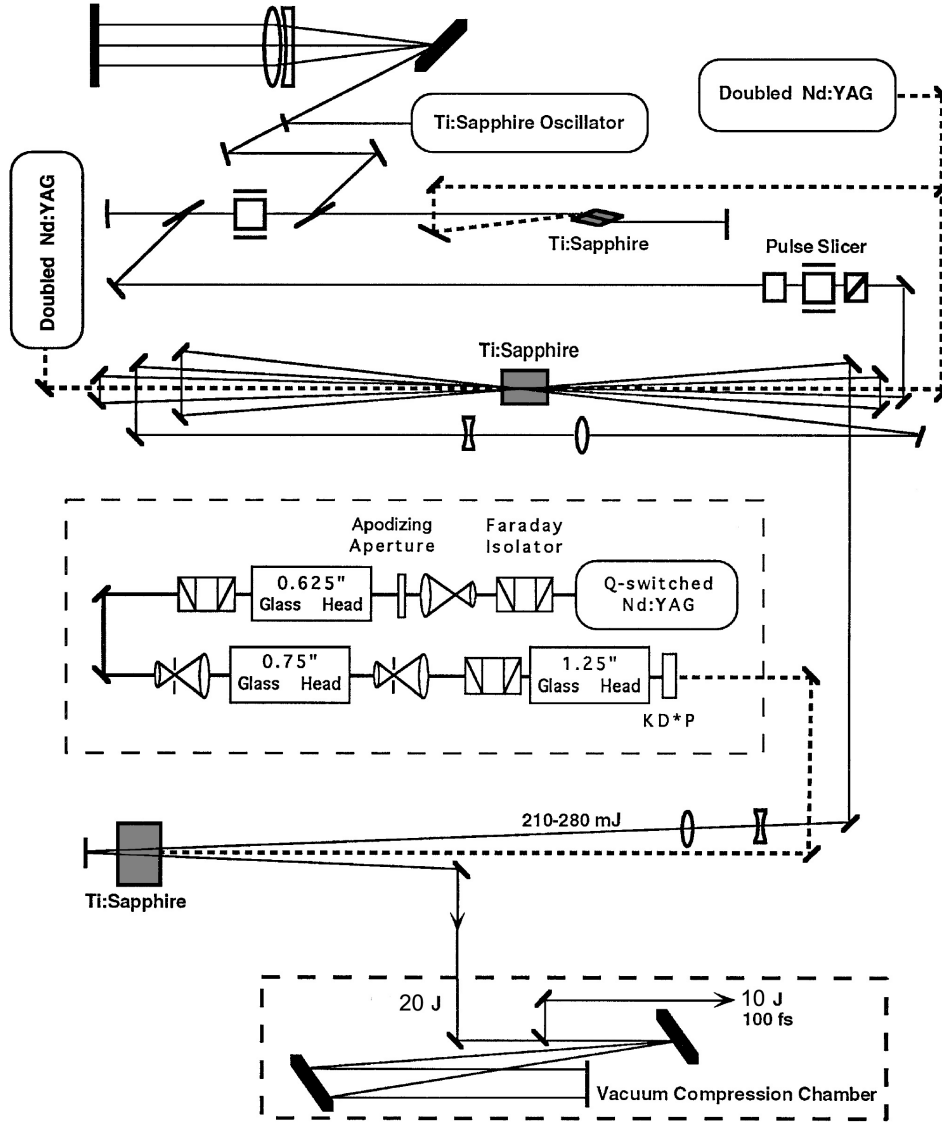 Doubled Nd:YAG
Ti:Sapphire Oscillator
Doubled Nd:YAG
Ti:Sapphire
Pulse Slicer
Ti:Sapphire
Apodizing
Aperture
Faraday
Isolator
0.625"
Glass Head
Q-switched
Nd:YAG
0.75"
Glass Head
1.25"
Glass Head
KD*P
210-280 mJ
Ti:Sapphire
20 J
10 J
100 fs
Vacuum Compression Chamber